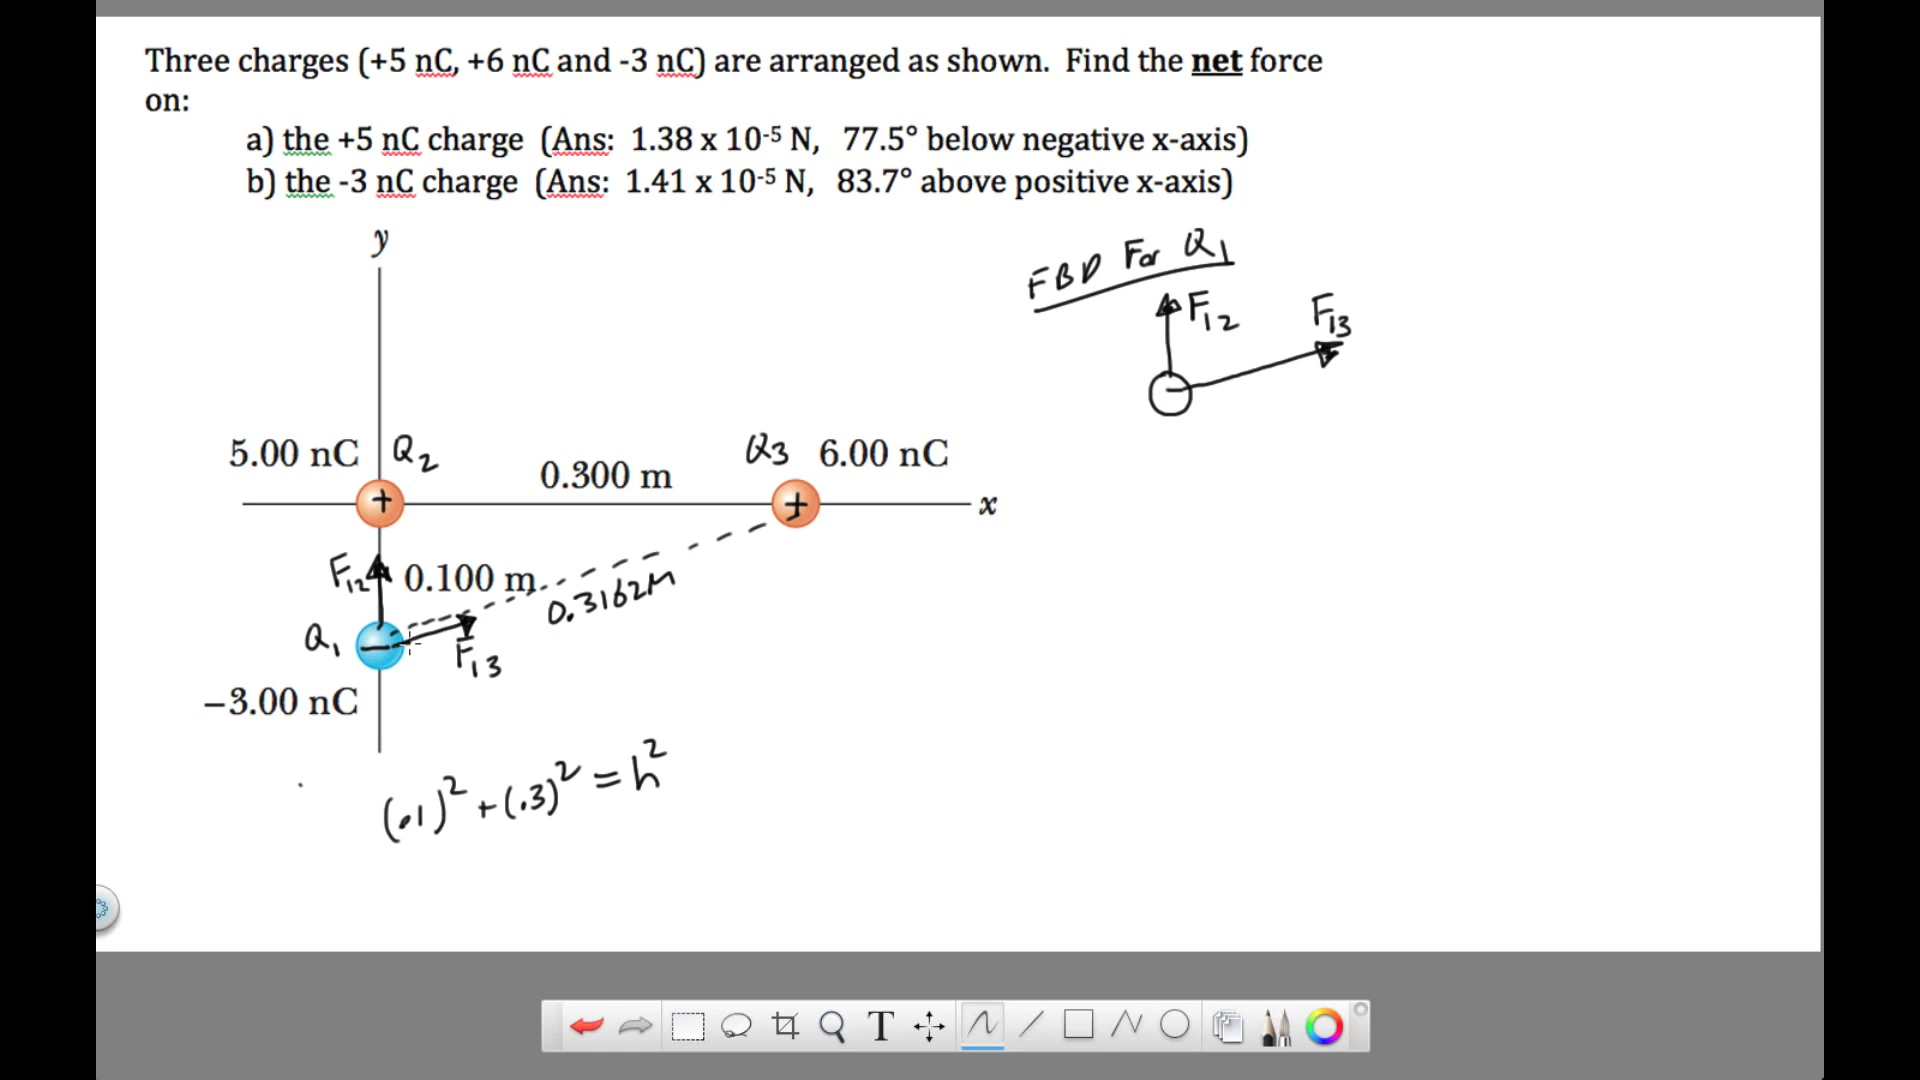 Three charges (+5 nC, +6 nC and -3 nC) are arranged as shown. Find the net force
on:
a) the +5 nC charge (Ans: 1.38 x 10-5 N, 77.5° below negative x-axis)
b) the -3 nC charge (Ans: 1.41 x 10-5 N, 83.7° above positive x-axis)
y
FBD For Q1
F12
F13
5.00 nC
Q2
0.300 m
Q3
6.00 nC
+
+
x
F12
0.100 m
0.3162m
Q1
−
F13
−3.00 nC
(.1)² + (.3)² = h²
T